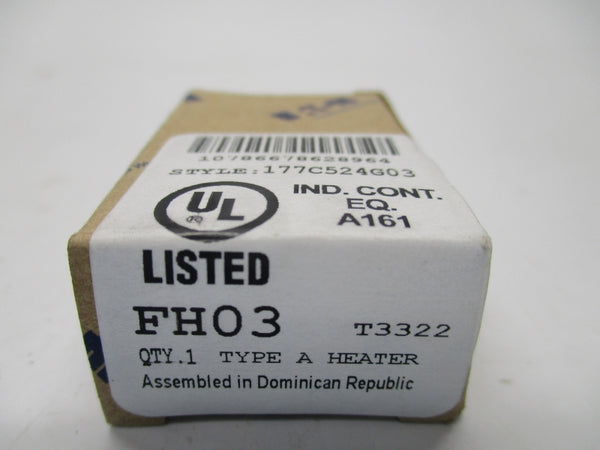 10786678628964
STYLE:177C524G03
UL
®
LISTED
IND. CONT.
EQ.
A161
FH03 T3322
QTY.1 TYPE A HEATER
Assembled in Dominican Republic